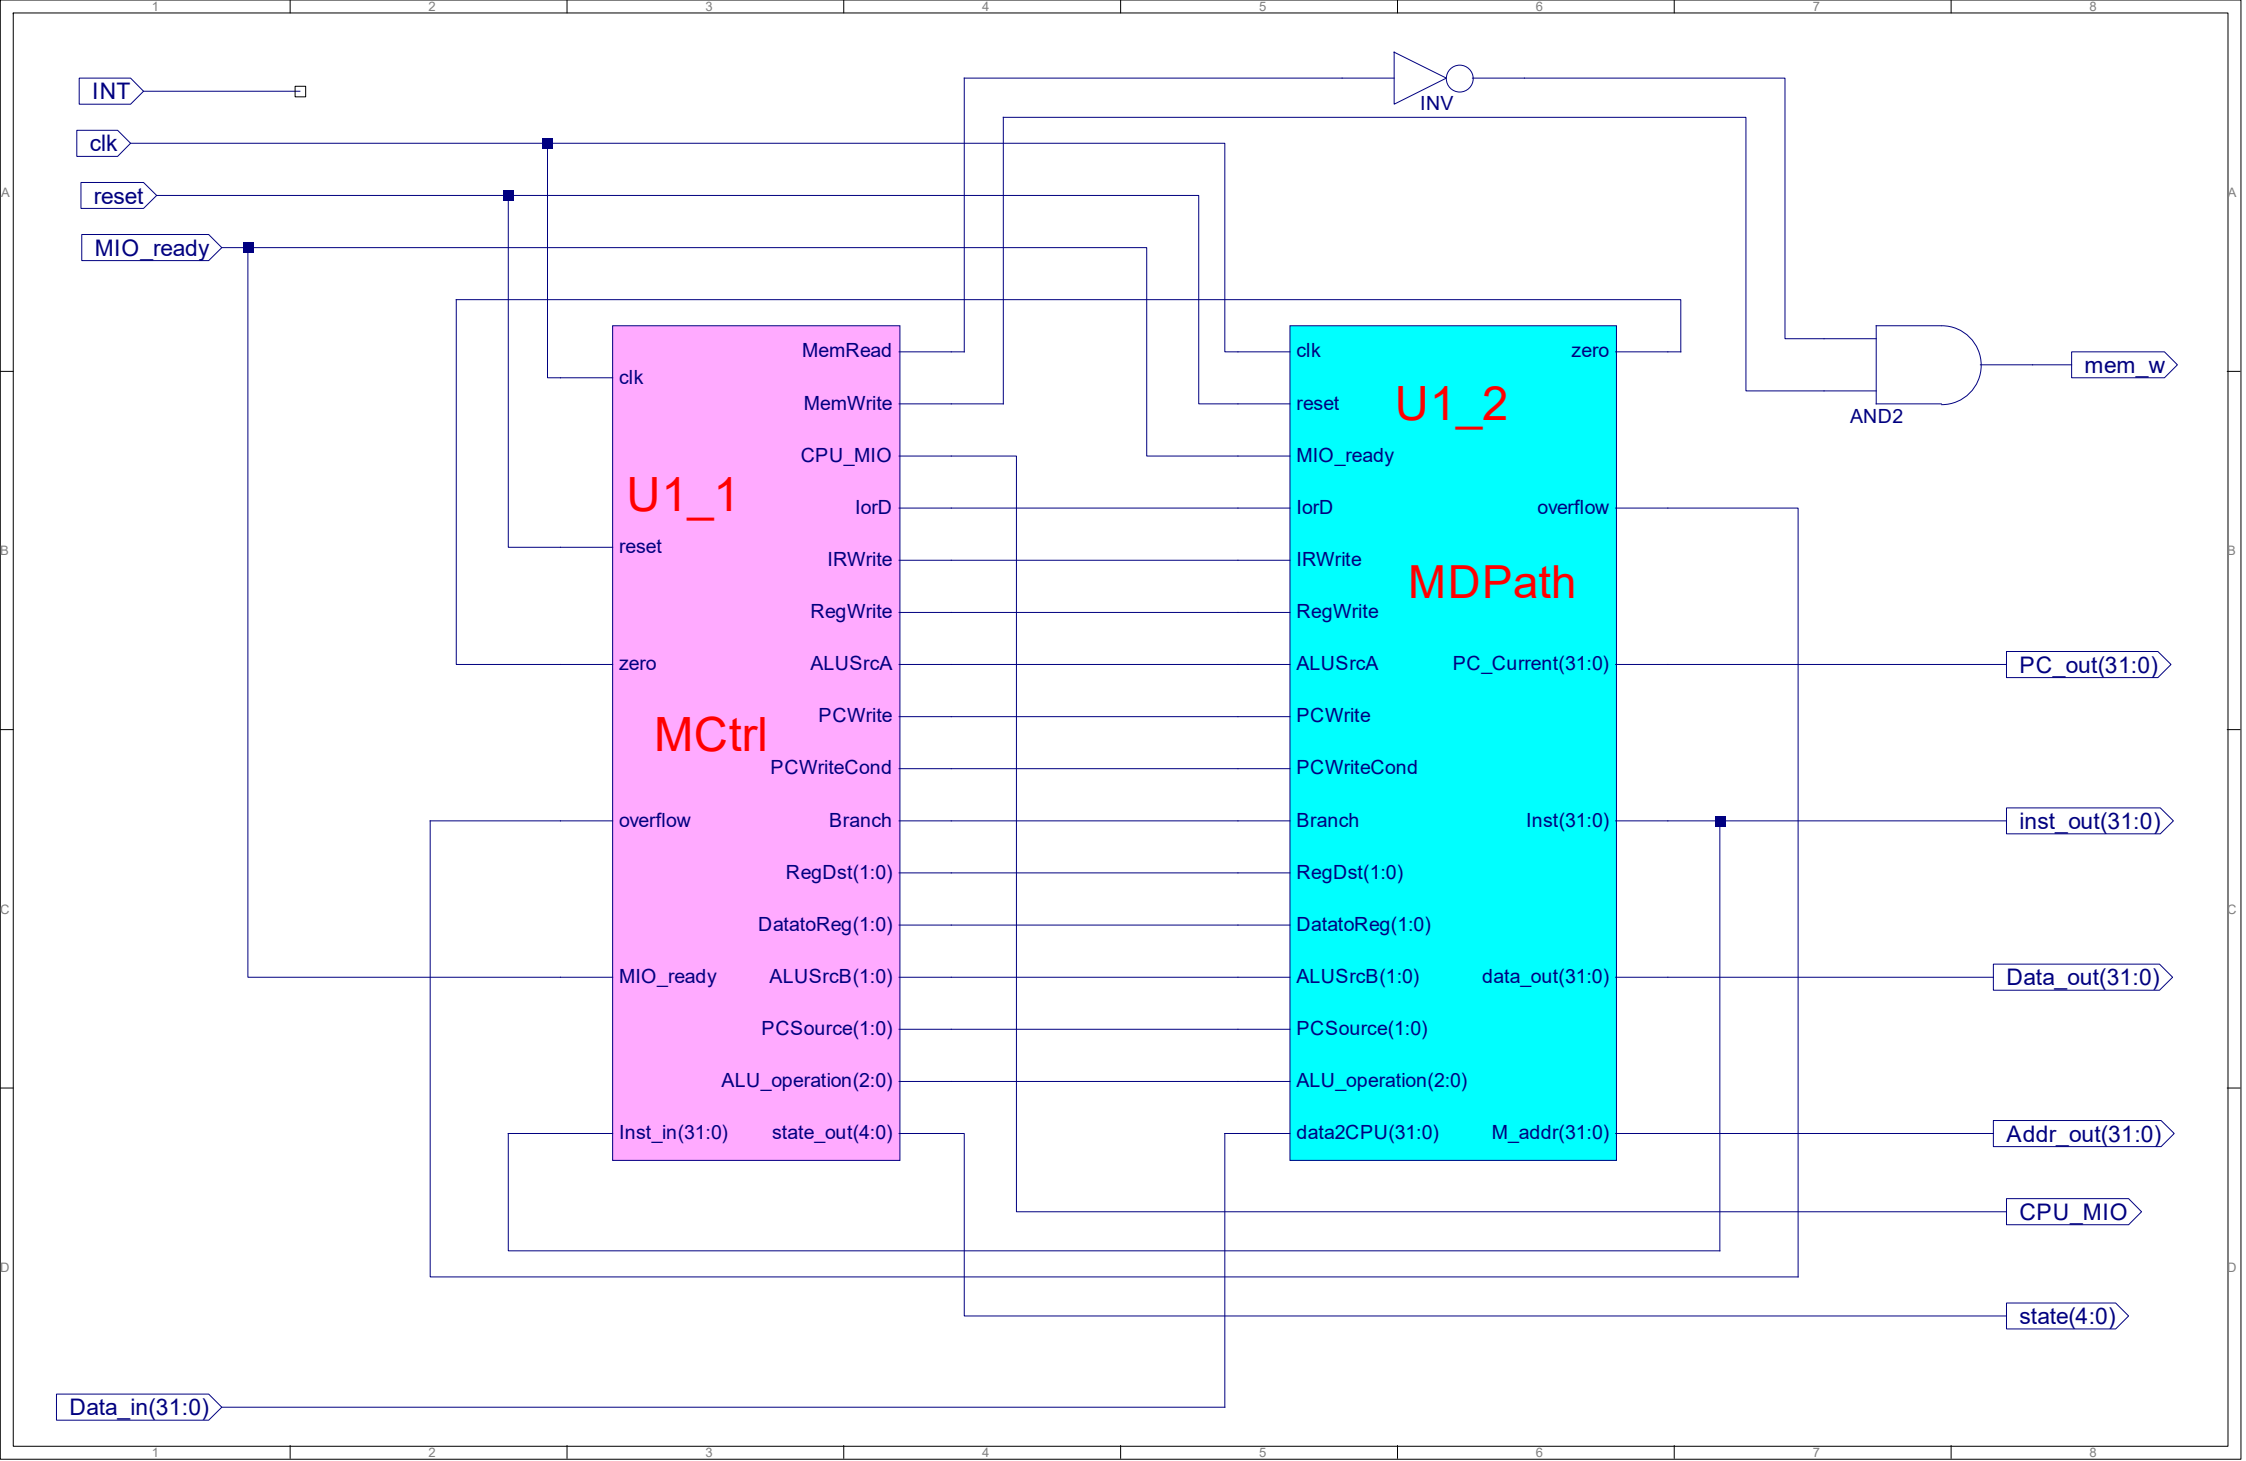 1 2 3 4 5 6 7 8
INT
INV
clk
reset
A A
MIO_ready
MemRead clk zero
clk
mem_w
MemWrite reset U1_2
AND2
CPU_MIO MIO_ready
U1_1
IorD IorD overflow
reset
B B
IRWrite IRWrite
MDPath
RegWrite RegWrite
zero ALUSrcA ALUSrcA PC_Current(31:0) PC_out(31:0)
PCWrite PCWrite
MCtrl
PCWriteCond PCWriteCond
overflow Branch Branch Inst(31:0) inst_out(31:0)
RegDst(1:0) RegDst(1:0)
C C
DatatoReg(1:0) DatatoReg(1:0)
MIO_ready ALUSrcB(1:0) ALUSrcB(1:0) data_out(31:0) Data_out(31:0)
PCSource(1:0) PCSource(1:0)
ALU_operation(2:0) ALU_operation(2:0)
Inst_in(31:0) state_out(4:0) data2CPU(31:0) M_addr(31:0) Addr_out(31:0)
CPU_MIO
D D
state(4:0)
Data_in(31:0)
1 2 3 4 5 6 7 8